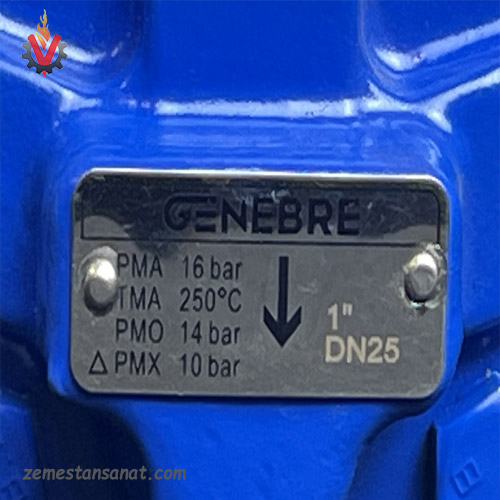 GENEBRE
PMA 16 bar
TMA 250°C
PMO 14 bar
Δ PMX 10 bar
1"
DN25
zemestansanat.com